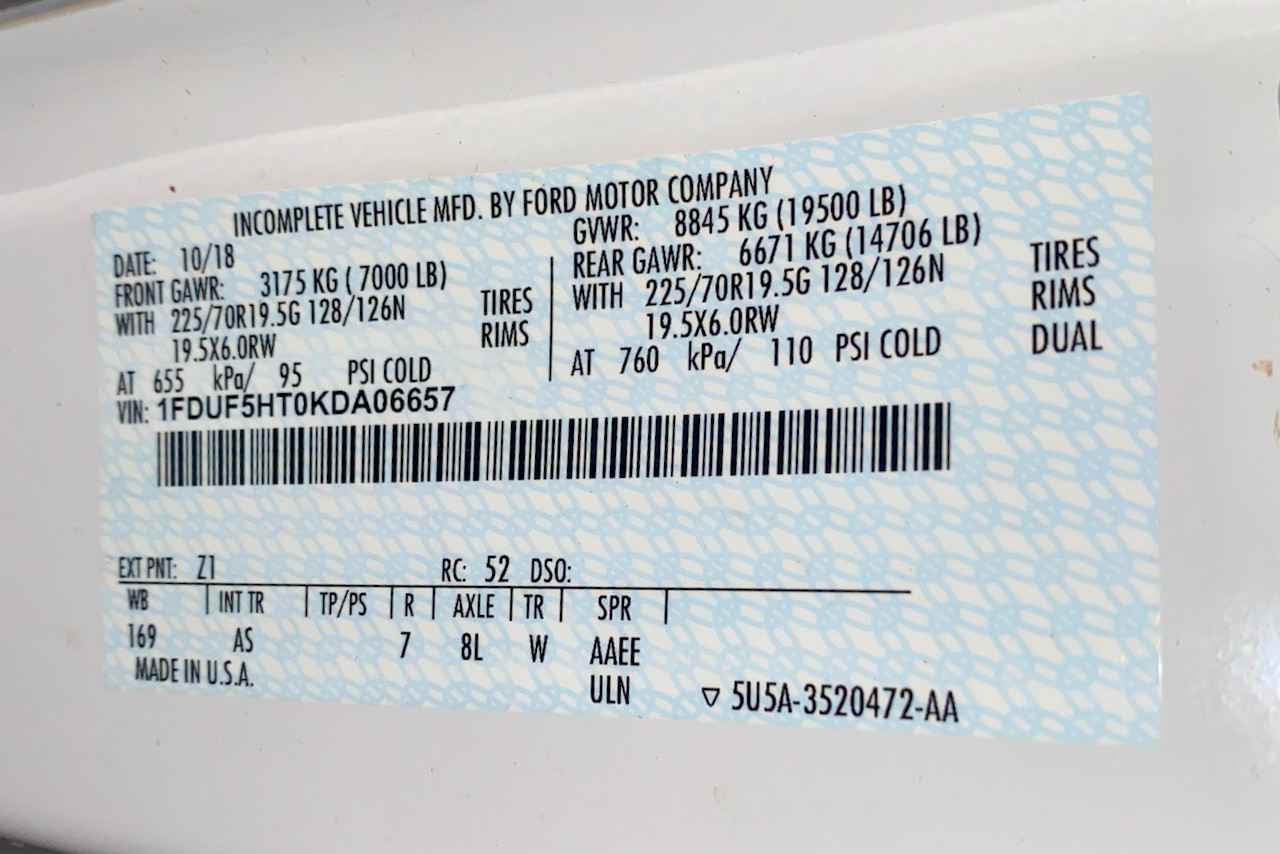 INCOMPLETE VEHICLE MFD. BY FORD MOTOR COMPANY
DATE: 10/18
GVWR: 8845 KG (19500 LB)
FRONT GAWR: 3175 KG ( 7000 LB)
REAR GAWR: 6671 KG (14706 LB)
WITH 225/70R19.5G 128/126N TIRES
WITH 225/70R19.5G 128/126N TIRES
19.5X6.0RW RIMS
19.5X6.0RW RIMS
AT 655 kPa/ 95 PSI COLD
AT 760 kPa/ 110 PSI COLD DUAL
VIN: 1FDUF5HT0KDA06657
EXT PNT: Z1 RC: 52 DSO:
WB INT TR TP/PS R AXLE TR SPR
169 AS 7 8L W AAEE
MADE IN U.S.A. ULN ▽ 5U5A-3520472-AA